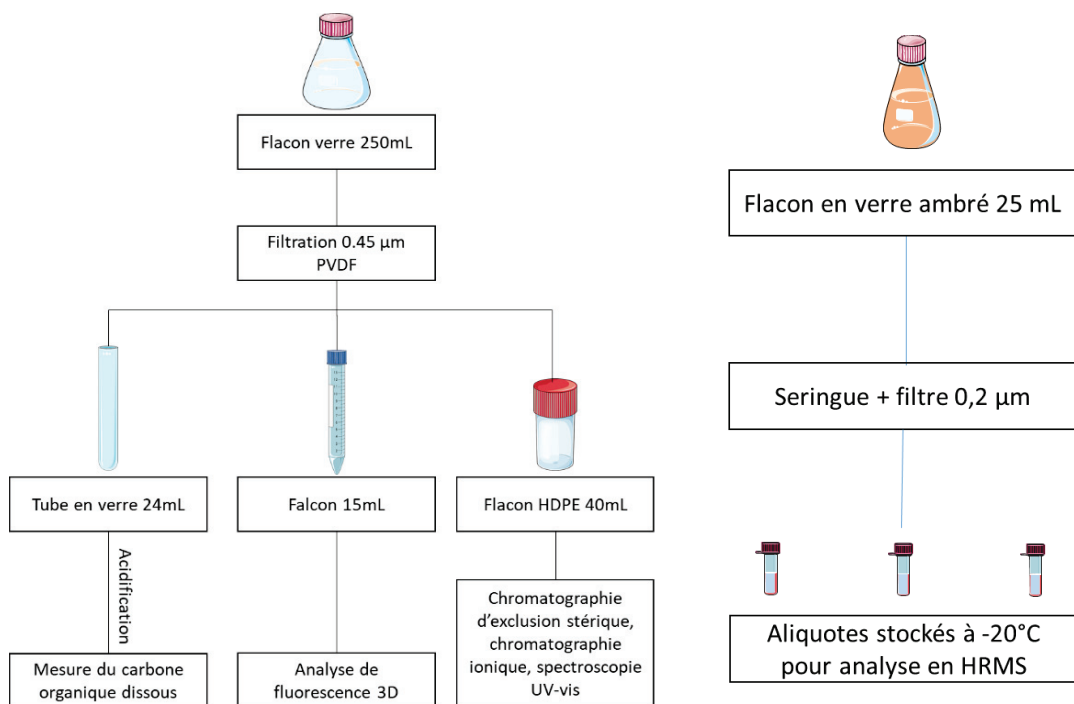 Flacon verre 250mL
Filtration 0.45 µm
PVDF
Tube en verre 24mL
Falcon 15mL
Flacon HDPE 40mL
Acidification
Mesure du carbone
organique dissous
Analyse de
fluorescence 3D
Chromatographie
d’exclusion stérique,
chromatographie
ionique, spectroscopie
UV-vis
Flacon en verre ambré 25 mL
Seringue + filtre 0,2 µm
Aliquotes stockés à -20°C
pour analyse en HRMS